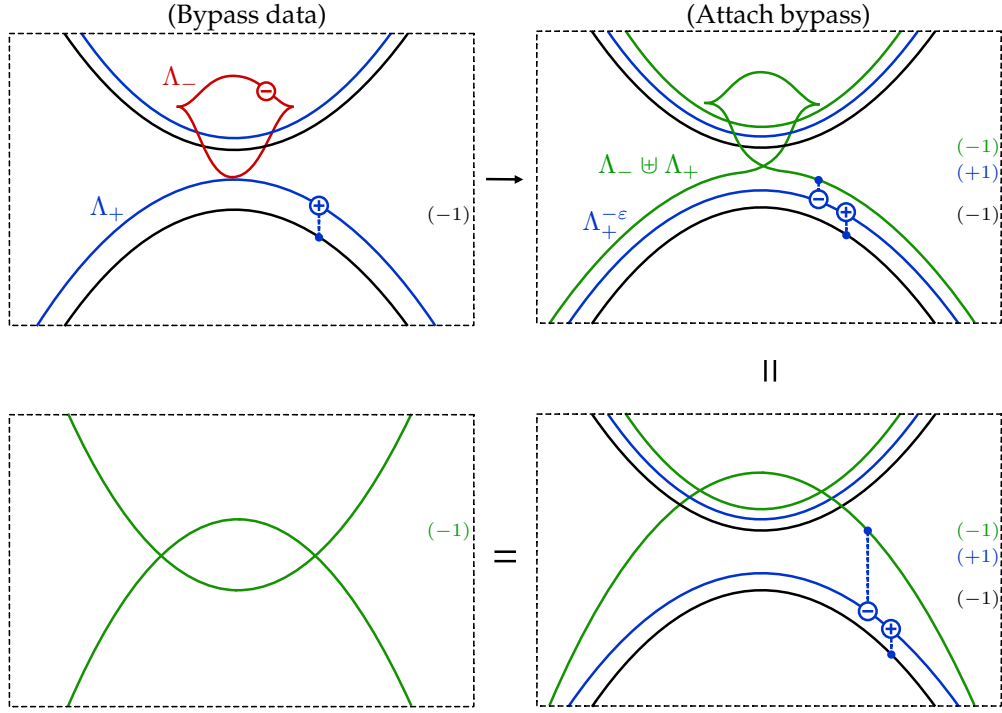 (Bypass data)
(Attach bypass)
Λ₋
−
Λ₊
+
(−1)
Λ₋ ⊎ Λ₊
Λ₊^{−ε}
−
+
(−1)
(+1)
(−1)
=
(−1)
=
−
+
(−1)
(+1)
(−1)